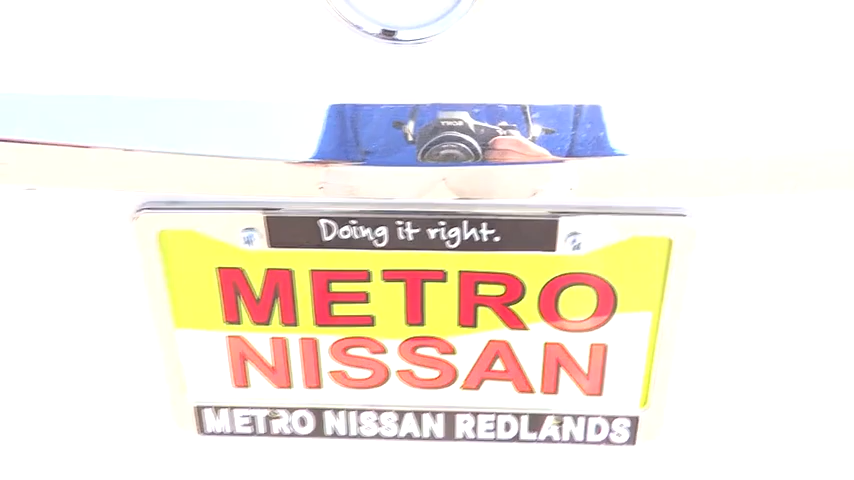 Doing it right.
METRO
NISSAN
METRO NISSAN REDLANDS